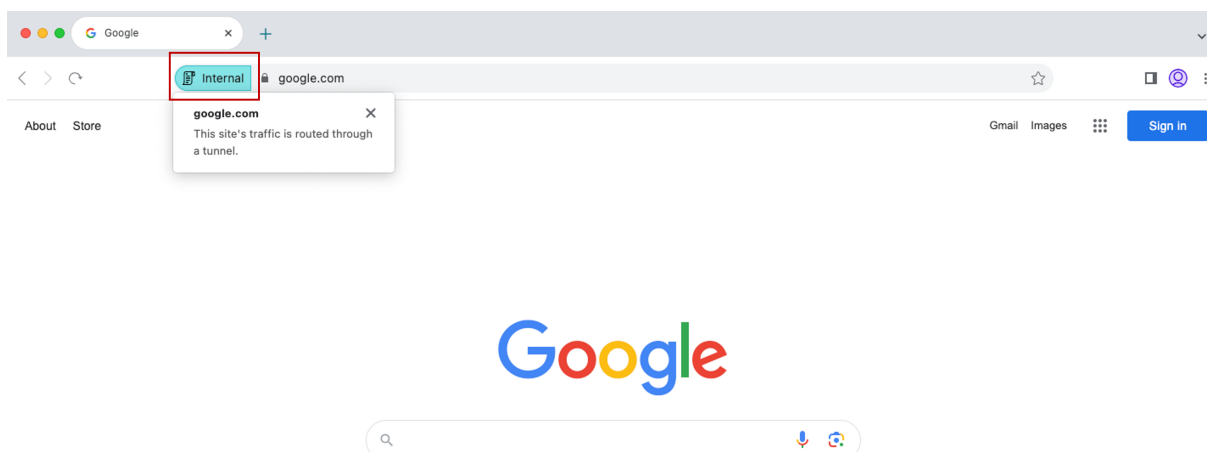 Google
Internal google.com
google.com
This site's traffic is routed through
a tunnel.
About Store
Gmail Images
Sign in
Google